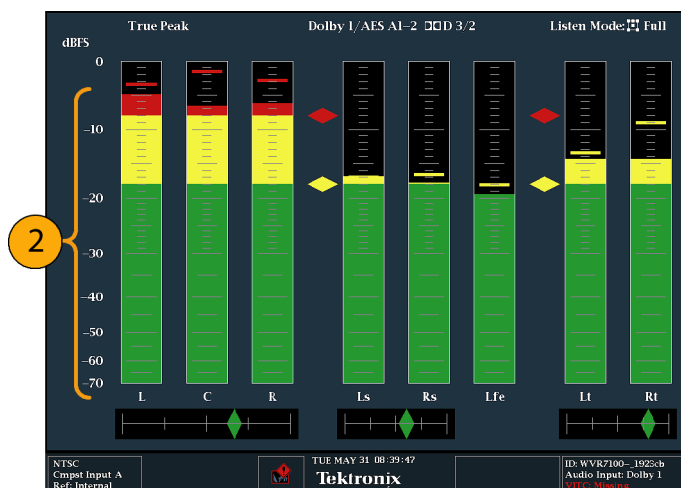 True Peak Dolby 1/AES A1-2 D 3/2 Listen Mode: Full
dBFS
0
-10
-20
-30
-40
-50
-60
-70
2
L C R Ls Rs Lfe Lt Rt
NTSC
Cmpst Input A
Ref: Internal
TUE MAY 31 08:39:47
Tektronix
ID: WVR7100-_1923cb
Audio Input: Dolby 1
VITC: Missing